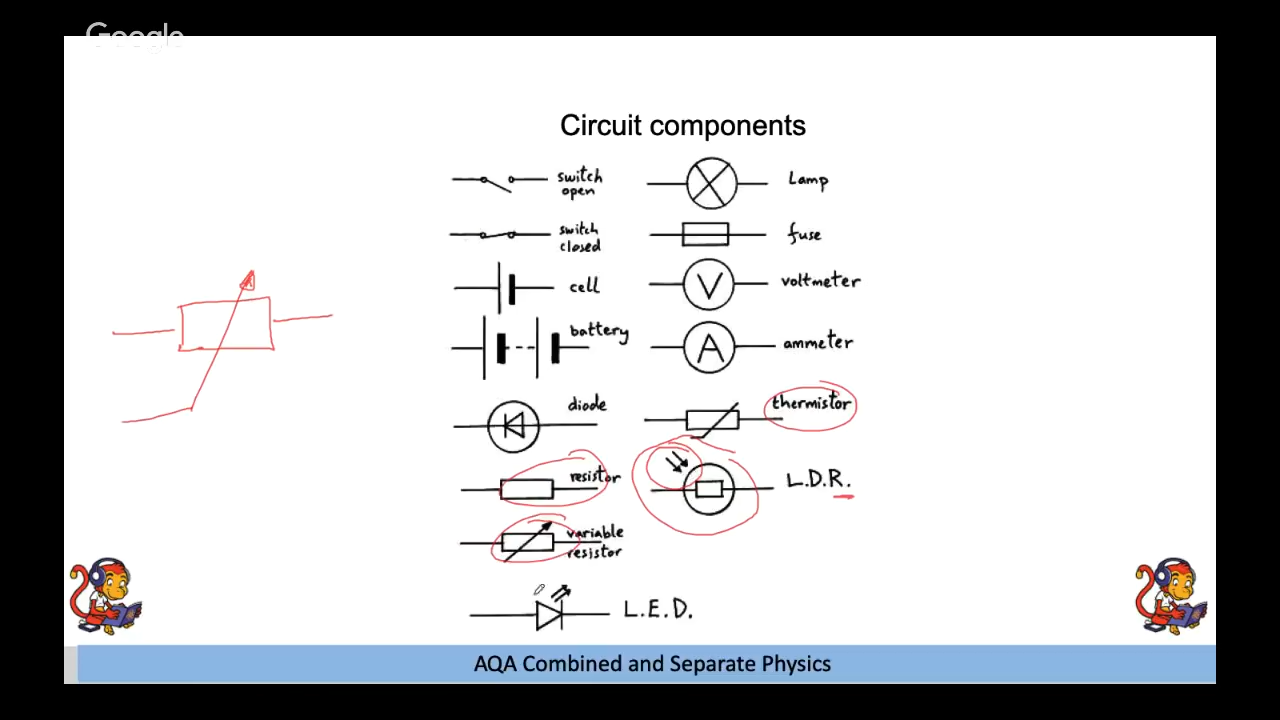 Google
Circuit components
switch
open
Lamp
switch
closed
fuse
cell
voltmeter
V
battery
ammeter
A
diode
thermistor
resistor
L.D.R.
variable
resistor
L.E.D.
AQA Combined and Separate Physics